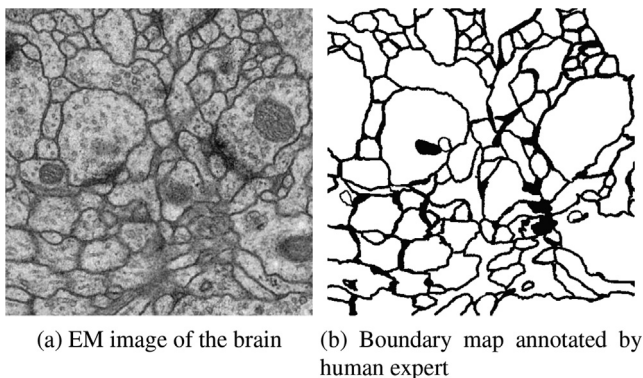 (a) EM image of the brain
(b) Boundary map annotated by
human expert